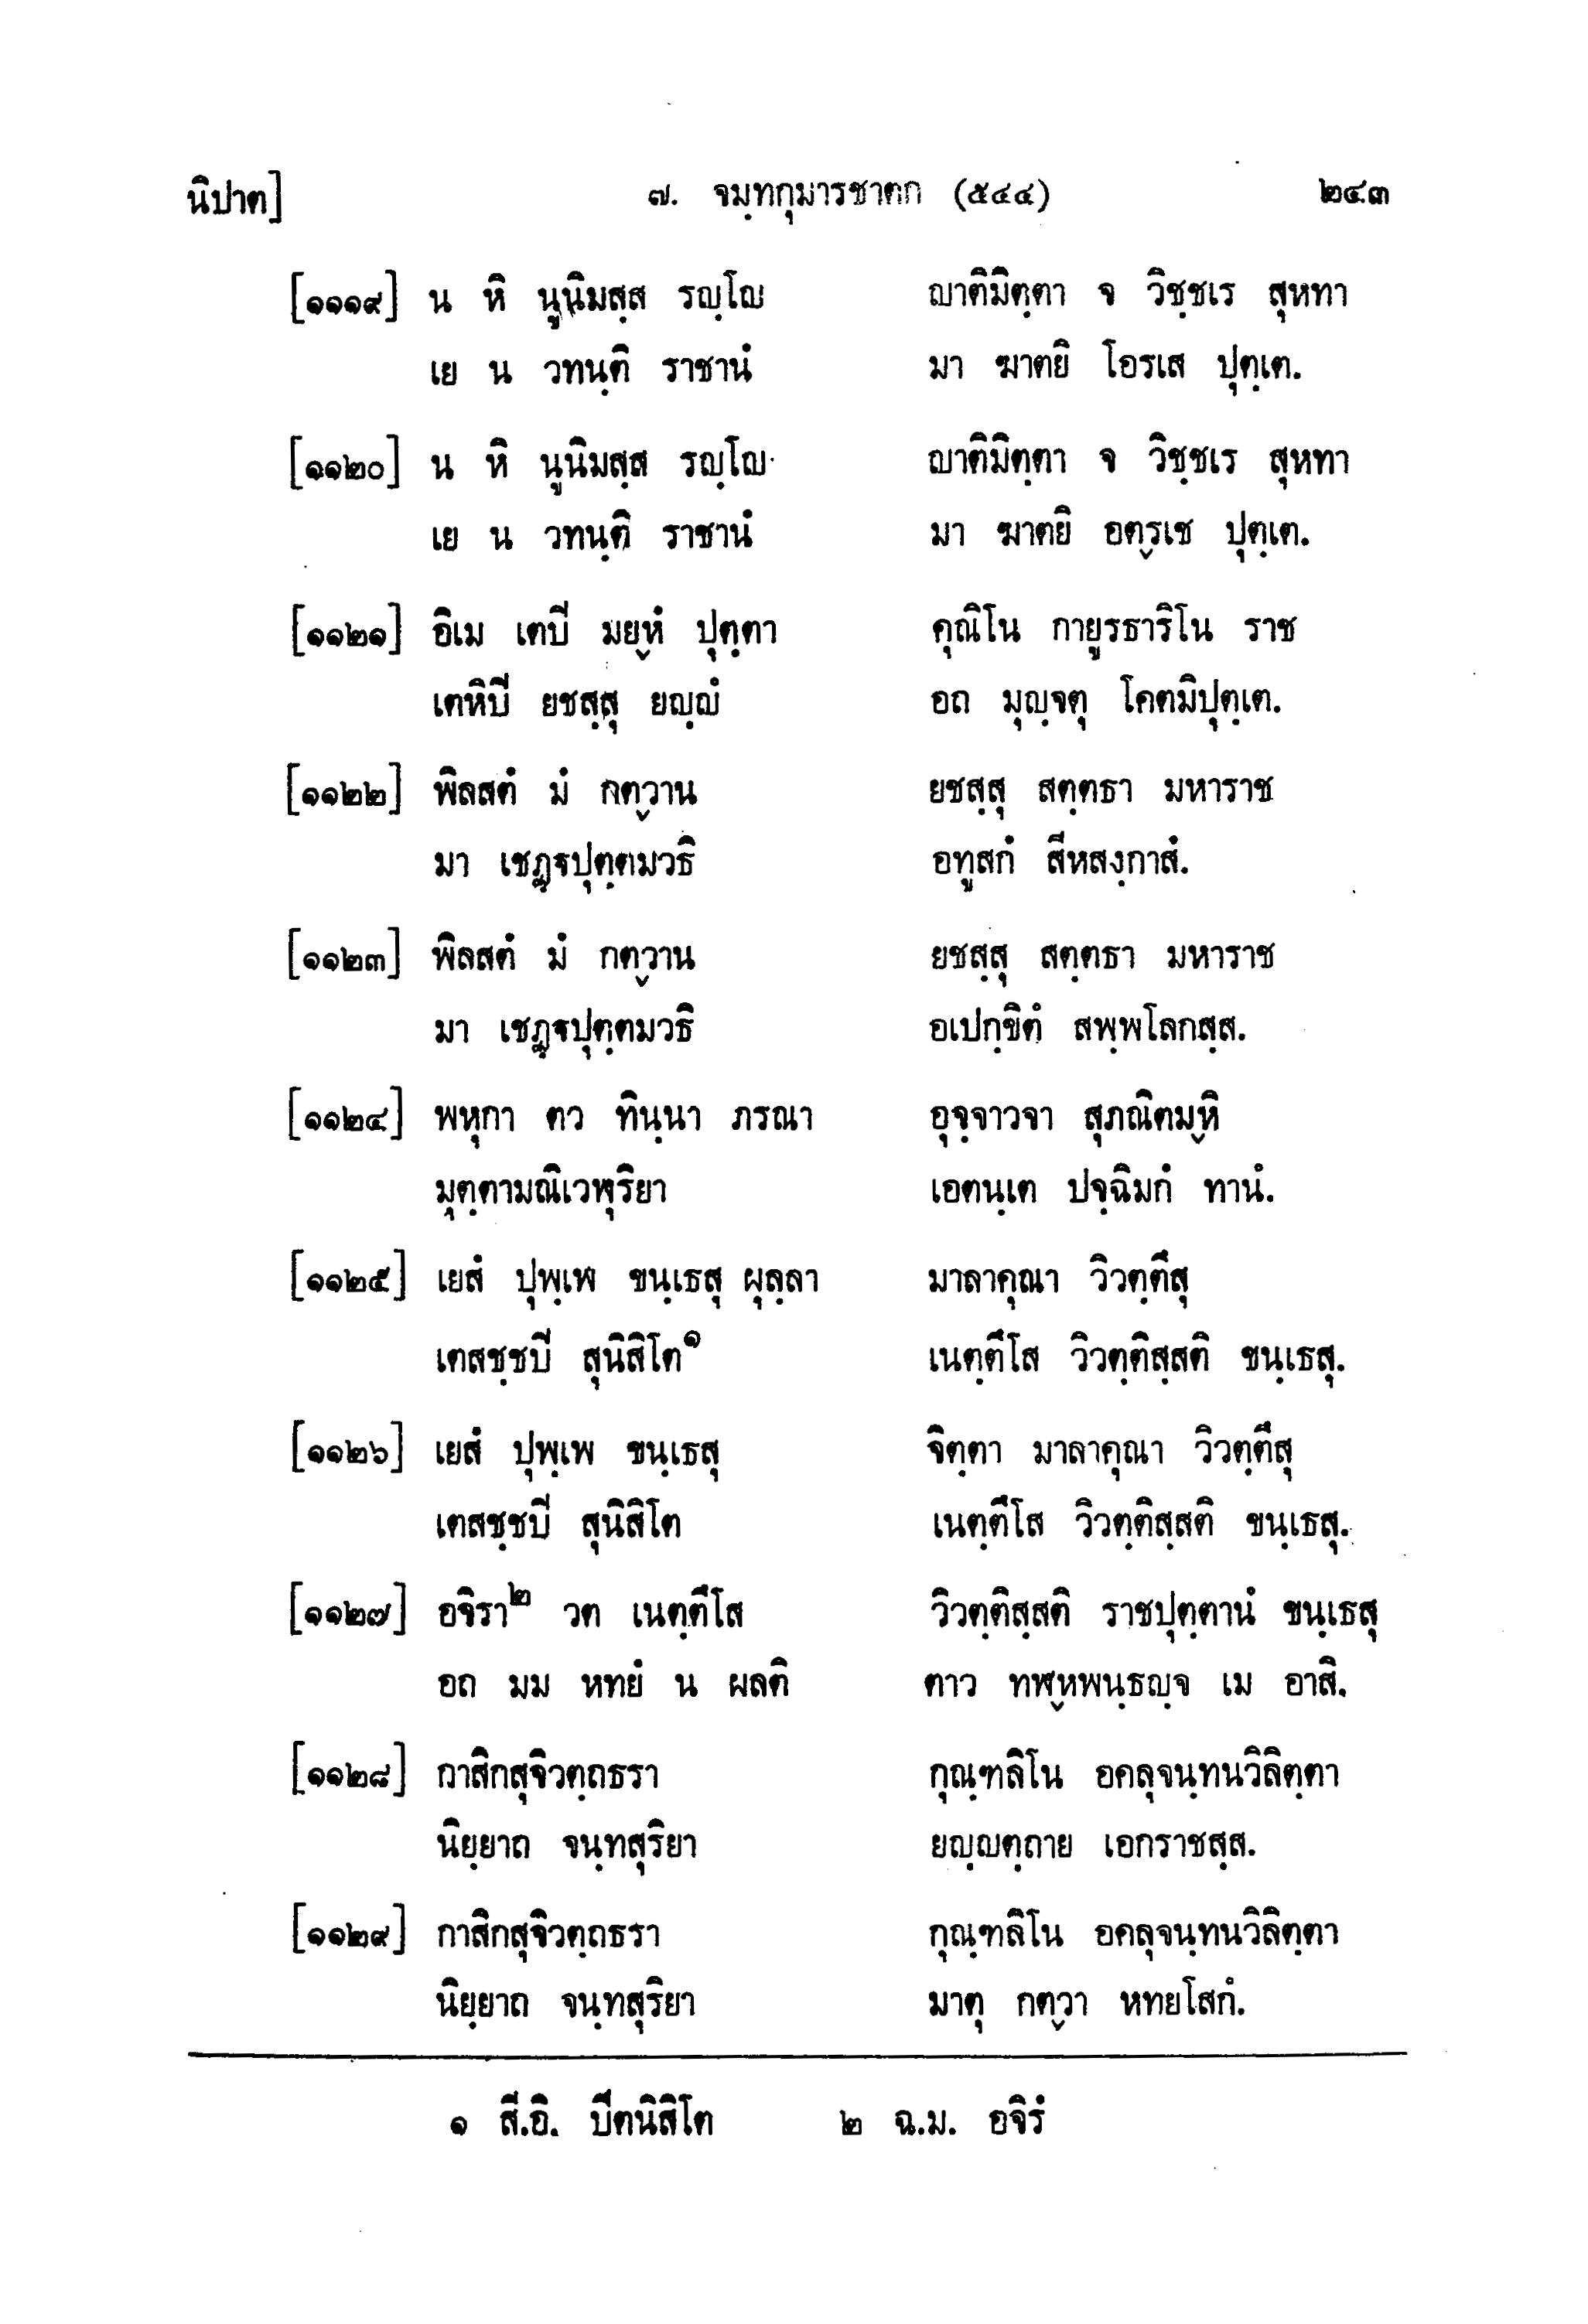 นิปาต] ๗. จมฺทกุมารชาตก (๕๔๔) ๒๔๓
[๑๑๑๙] น หิ นูนิมสฺส รญฺโญ ญาติมิตฺตา จ วิชฺชเร สุหทา
เย น วทนฺติ ราชานํ มา ฆาตยิ โอรเส ปุตฺเต.
[๑๑๒๐] น หิ นูนิมสฺส รญฺโญ ญาติมิตฺตา จ วิชฺชเร สุหทา
เย น วทนฺติ ราชานํ มา ฆาตยิ อตฺรเช ปุตฺเต.
[๑๑๒๑] อิเม เตปิ มยฺหํ ปุตฺตา คุณิโน กายูรธาริโน ราช
เตหิปิ ยชสฺสุ ยญฺญํ อถ มุญฺจตุ โคตมิปุตฺเต.
[๑๑๒๒] พิลสตํ มํ กตฺวาน ยชสฺสุ สตฺตธา มหาราช
มา เชฏฺฐปุตฺตมวธิ อทูสกํ สีหสงฺกาสํ.
[๑๑๒๓] พิลสตํ มํ กตฺวาน ยชสฺสุ สตฺตธา มหาราช
มา เชฏฺฐปุตฺตมวธิ อเปกฺขิตํ สพฺพโลกสฺส.
[๑๑๒๔] พหุกา ตว ทินฺนา ภรณา อุจฺจาวจา สุภณิตมฺหิ
มุตฺตามณิเวฬุริยา เอตนฺเต ปจฺฉิมกํ ทานํ.
[๑๑๒๕] เยสํ ปุพฺเพ ขนฺเธสุ ผุลฺลา มาลาคุณา วิวตฺตึสุ
เตสชฺชปิ สุนิสิโต๑ เนตฺตึโส วิวตฺติสฺสติ ขนฺเธสุ.
[๑๑๒๖] เยสํ ปุพฺเพ ขนฺเธสุ จิตฺตา มาลาคุณา วิวตฺตึสุ
เตสชฺชปิ สุนิสิโต เนตฺตึโส วิวตฺติสฺสติ ขนฺเธสุ.
[๑๑๒๗] อจิรา๒ วต เนตฺตึโส วิวตฺติสฺสติ ราชปุตฺตานํ ขนฺเธสุ
อถ มม หทยํ น ผลติ ตาว ทฬฺหพนฺธญฺจ เม อาสิ.
[๑๑๒๘] กาสิกสุจิวตฺถธรา กุณฺฑลิโน อคลุจนฺทนวิลิตฺตา
นิยฺยาถ จนฺทสุริยา ยญฺญตฺถาย เอกราชสฺส.
[๑๑๒๙] กาสิกสุจิวตฺถธรา กุณฺฑลิโน อคลุจนฺทนวิลิตฺตา
นิยฺยาถ จนฺทสุริยา มาตุ กตฺวา หทยโสกํ.
๑ สี.อิ. ปีตนิสิโต ๒ ฉ.ม. อจิรํ